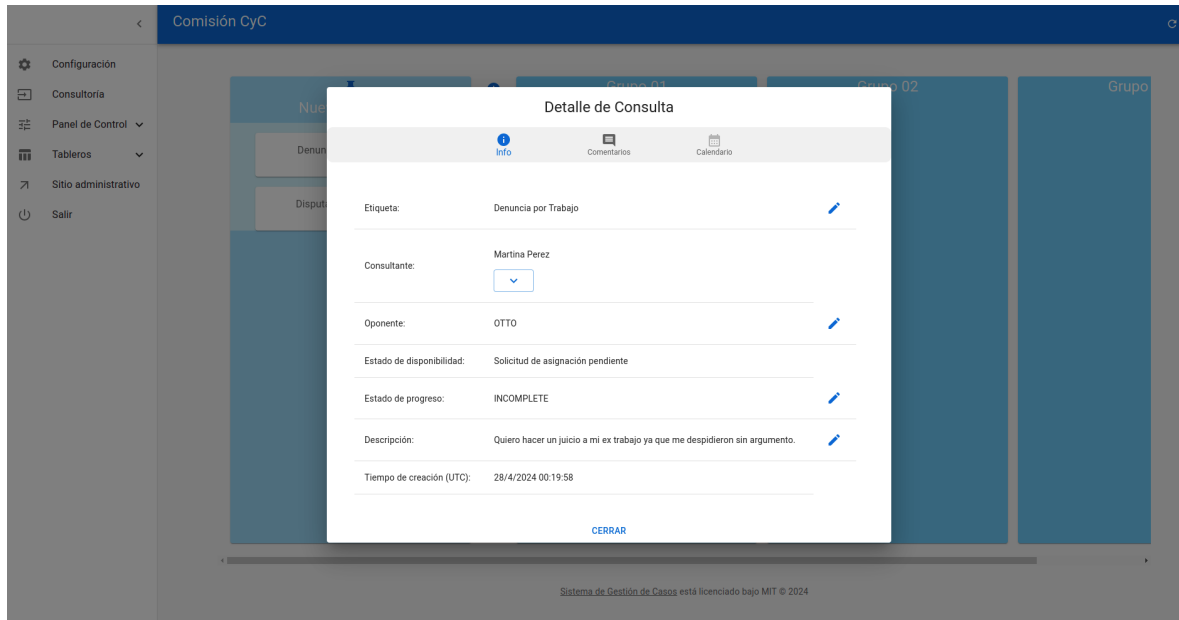 Comisión CyC
Configuración
Consultoria
Panel de Control
Tableros
Sitio administrativo
Salir
Grupo 01
Grupo 02
Grupo
Nue
Denun
Disput
Detalle de Consulta
Info
Comentarios
Calendario
Etiqueta: Denuncia por Trabajo
Consultante: Martina Perez
Oponente: OTTO
Estado de disponibilidad: Solicitud de asignación pendiente
Estado de progreso: INCOMPLETE
Descripción: Quiero hacer un juicio a mi ex trabajo ya que me despidieron sin argumento.
Tiempo de creación (UTC): 28/4/2024 00:19:58
CERRAR
Sistema de Gestión de Casos está licenciado bajo MIT © 2024